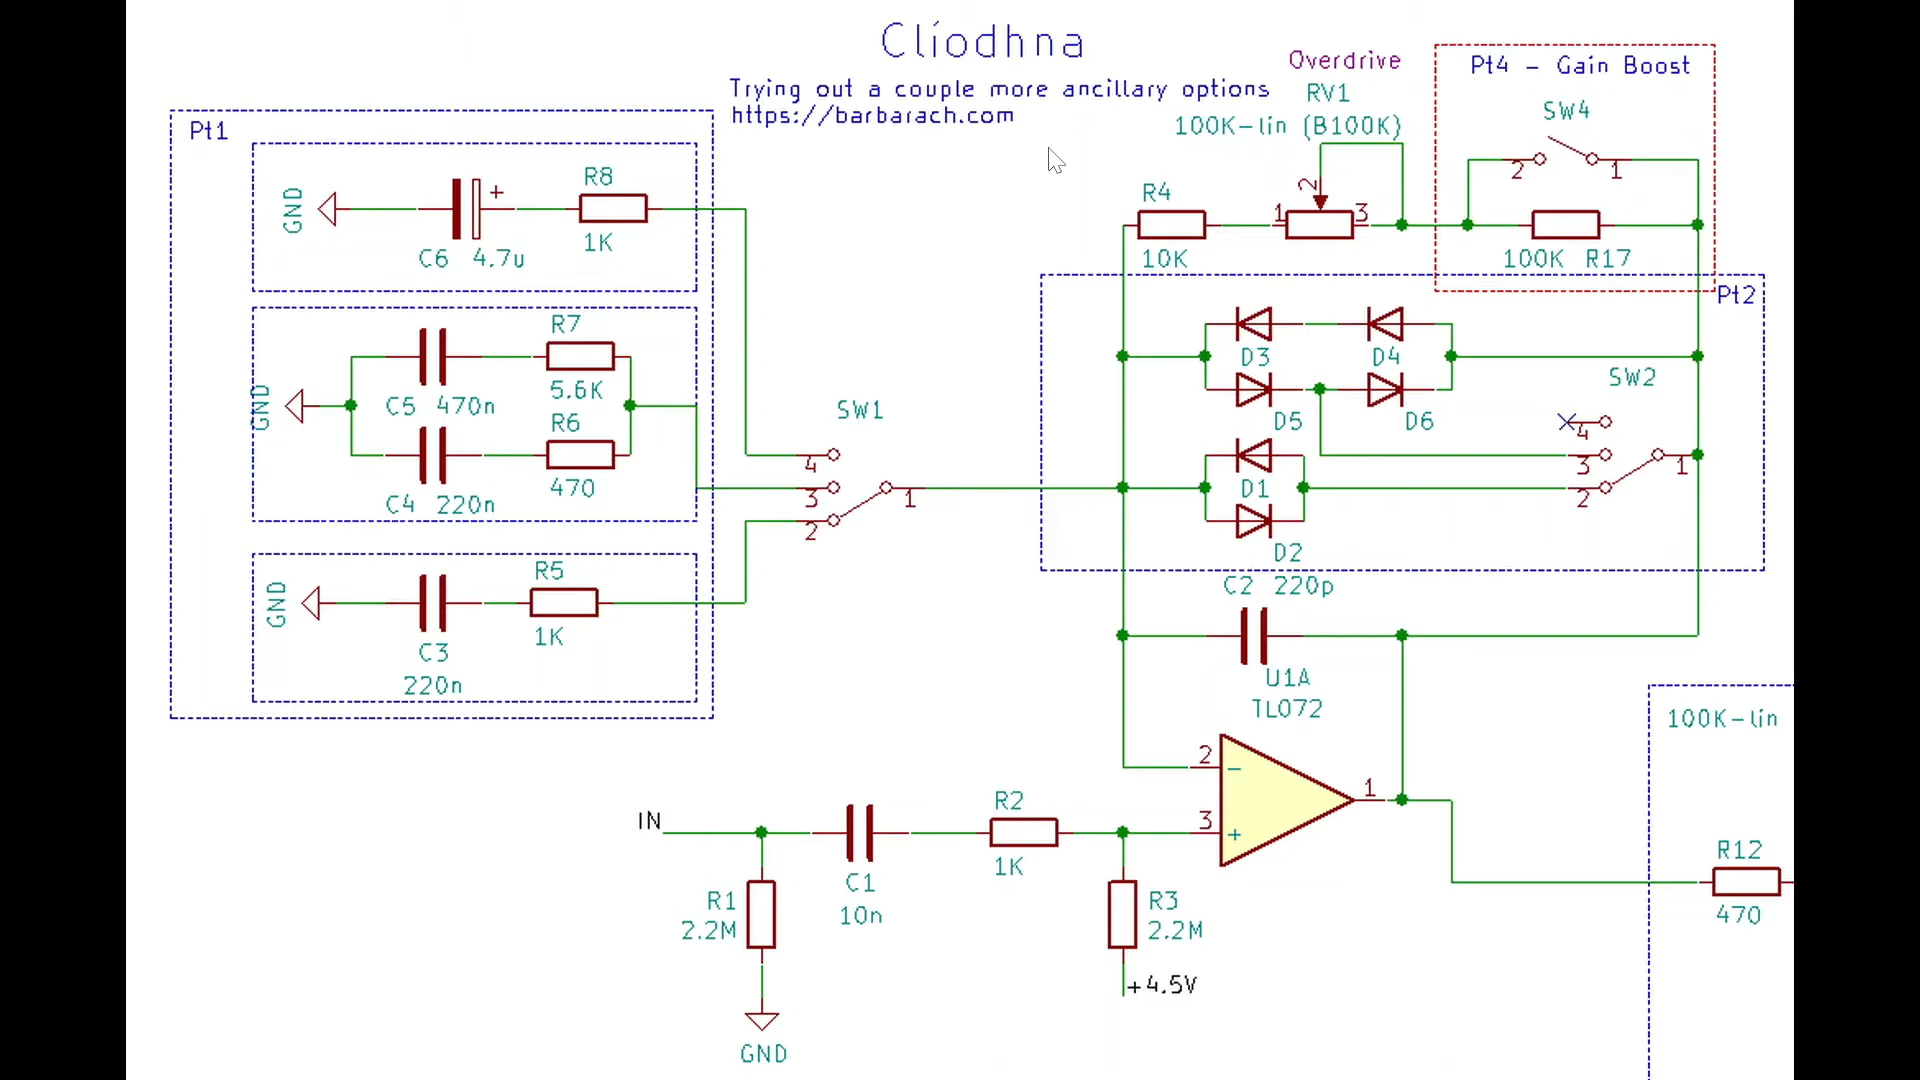 Clíodhna
Trying out a couple more ancillary options
https://barbarach.com
Overdrive
RV1
100K-lin (B100K)
Pt4 - Gain Boost
SW4
2
1
R4
10K
1
2
3
100K R17
Pt1
GND
C6 4.7u
+
R8
1K
GND
C5 470n
R7
5.6K
R6
470
C4 220n
GND
C3
220n
R5
1K
SW1
4
3
2
1
Pt2
D3
D4
D5
D6
D1
D2
SW2
4
3
2
1
C2 220p
U1A
TL072
2
-
3
+
1
IN
R1
2.2M
GND
C1
10n
R2
1K
R3
2.2M
+4.5V
100K-lin
R12
470